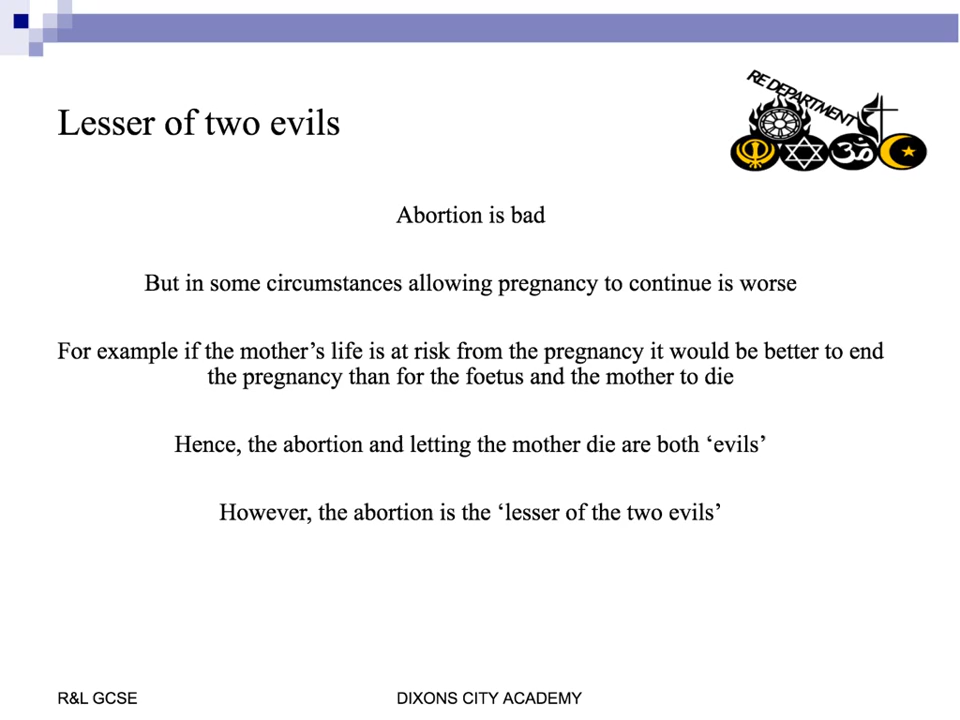 RE DEPARTMENT
Lesser of two evils
Abortion is bad
But in some circumstances allowing pregnancy to continue is worse
For example if the mother’s life is at risk from the pregnancy it would be better to end
the pregnancy than for the foetus and the mother to die
Hence, the abortion and letting the mother die are both ‘evils’
However, the abortion is the ‘lesser of the two evils’
R&L GCSE
DIXONS CITY ACADEMY